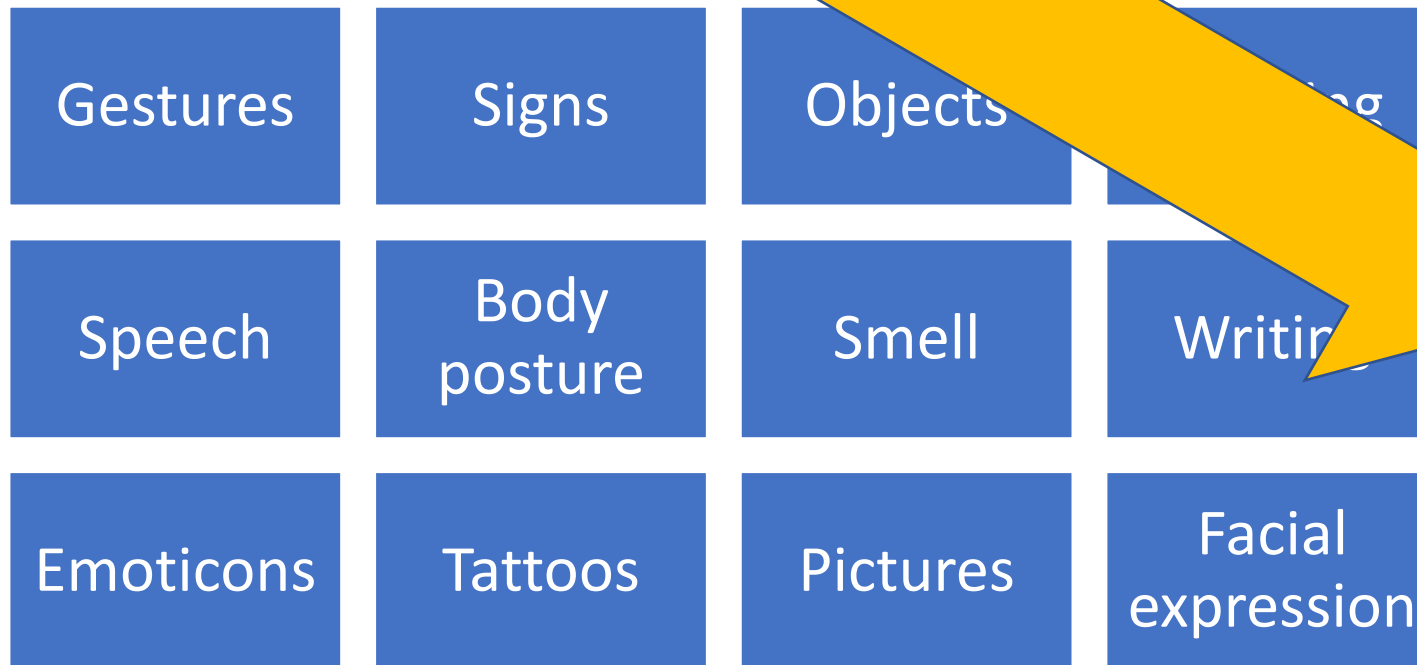 Gestures
Signs
Objects
Speech
Body
posture
Smell
Emoticons
Tattoos
Pictures
Facial
expression